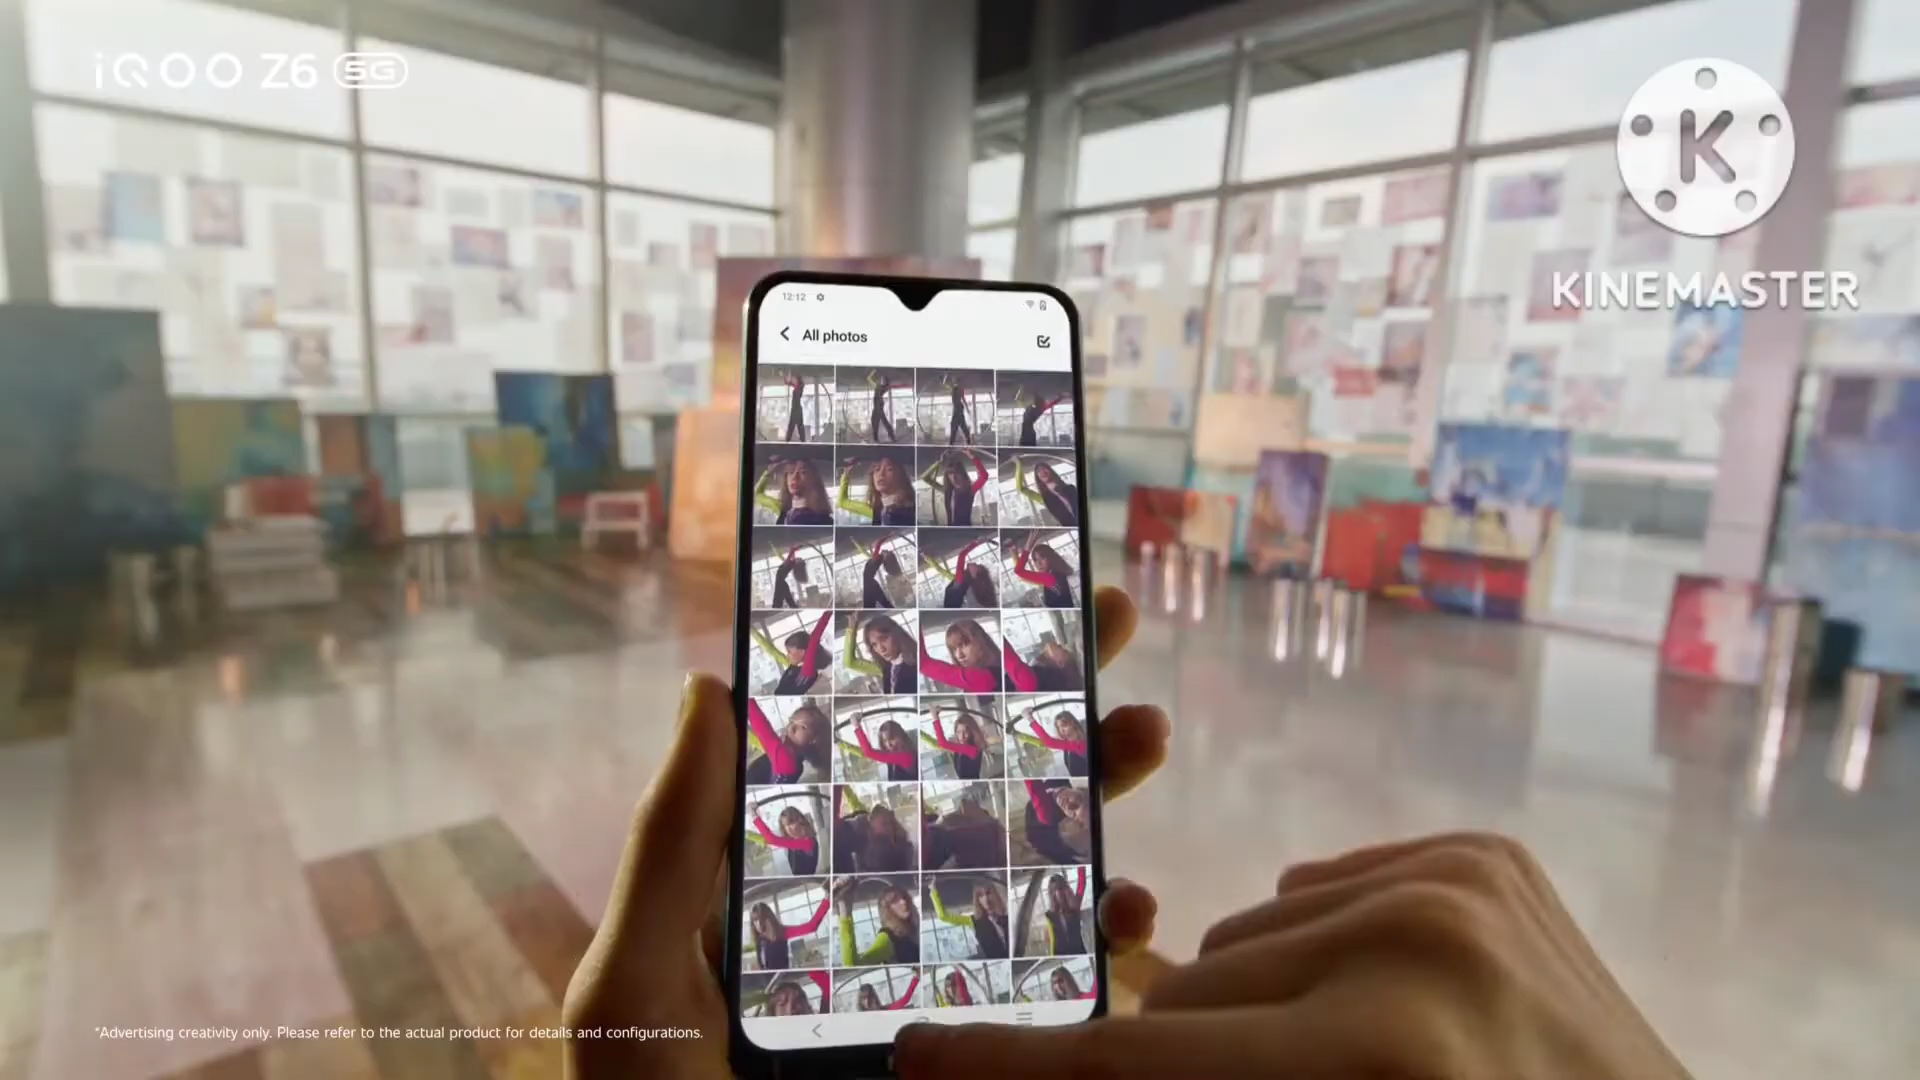 iQOO Z6 5G
K
KINEMASTER
12:12
All photos
*Advertising creativity only. Please refer to the actual product for details and configurations.